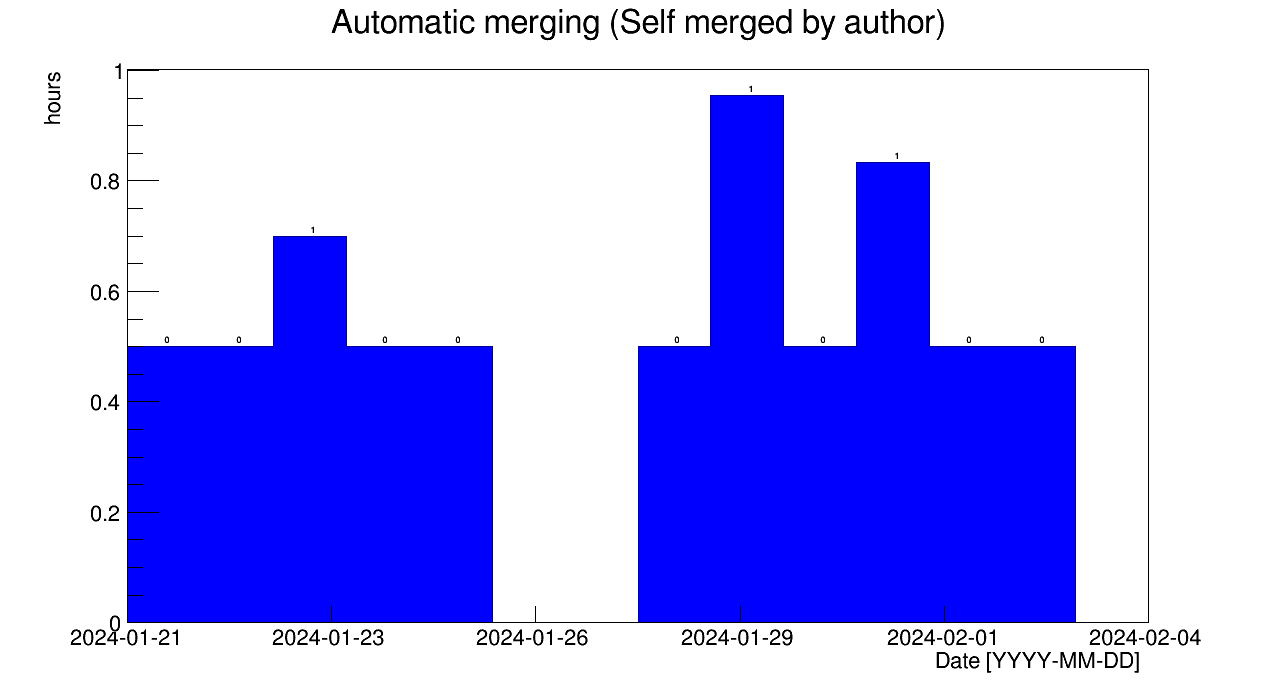 Automatic merging (Self merged by author)
hours
1
0.8
0.6
0.4
0.2
0
0 0 1 0 0 0 1 0 1 0 0
2024-01-21 2024-01-23 2024-01-26 2024-01-29 2024-02-01 2024-02-04
Date [YYYY-MM-DD]